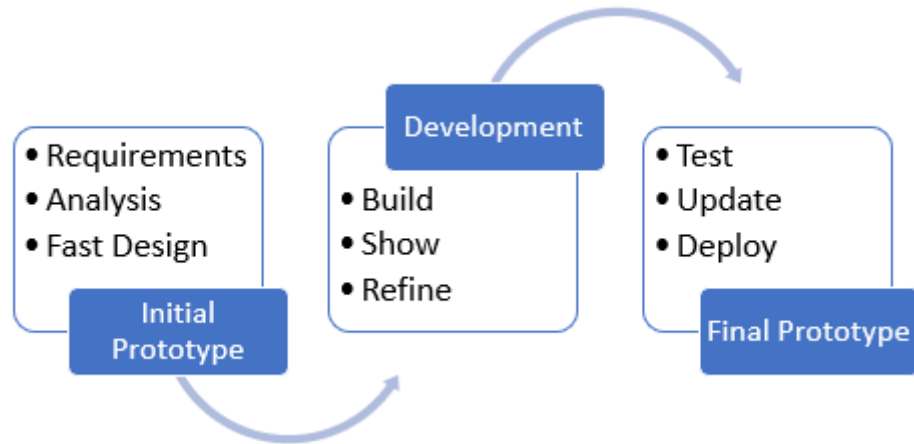 • Requirements
• Analysis
• Fast Design
Initial
Prototype
Development
• Build
• Show
• Refine
• Test
• Update
• Deploy
Final Prototype